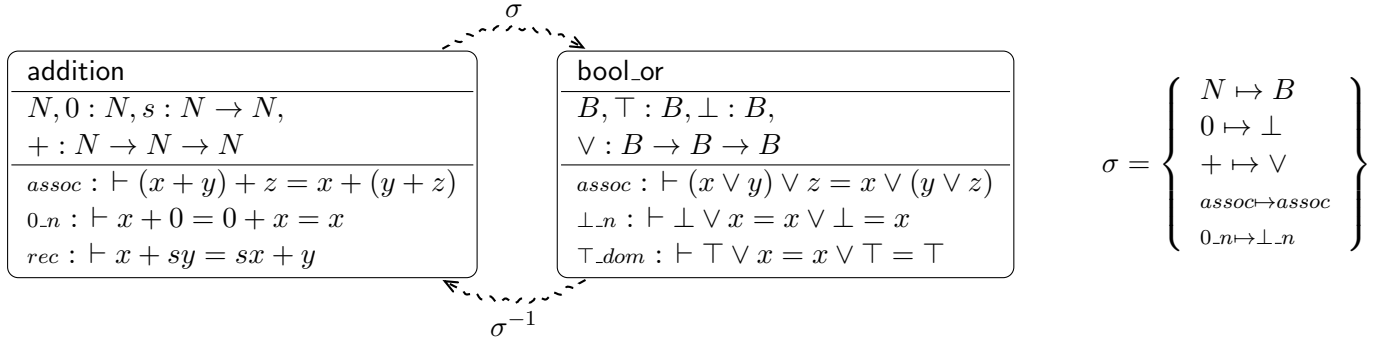 σ
addition
N, 0 : N, s : N → N,
+ : N → N → N
assoc : ⊢ (x + y) + z = x + (y + z)
0_n : ⊢ x + 0 = 0 + x = x
rec : ⊢ x + sy = sx + y
bool_or
B, ⊤ : B, ⊥ : B,
∨ : B → B → B
assoc : ⊢ (x ∨ y) ∨ z = x ∨ (y ∨ z)
⊥_n : ⊢ ⊥ ∨ x = x ∨ ⊥ = x
⊤_dom : ⊢ ⊤ ∨ x = x ∨ ⊤ = ⊤
σ⁻¹
σ = {
N ↦ B
0 ↦ ⊥
+ ↦ ∨
assoc↦assoc
0_n↦⊥_n
}